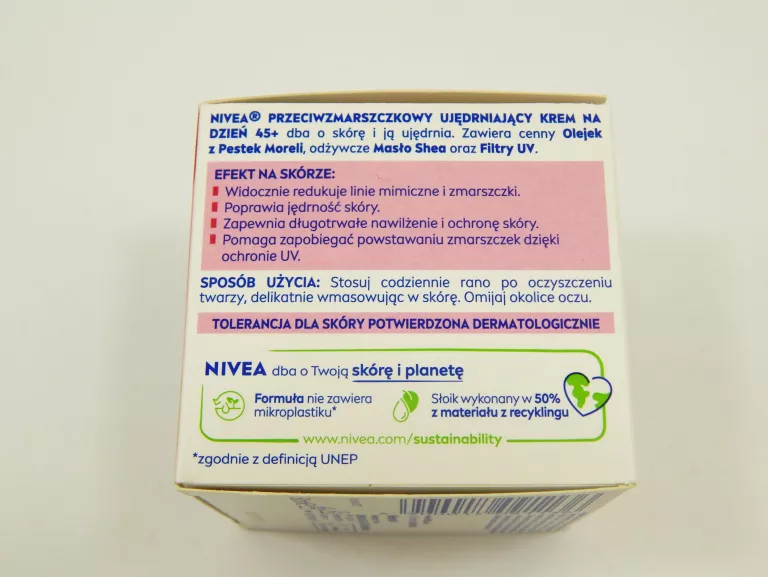 NIVEA® PRZECIWZMARSZCZKOWY UJĘDRNIAJĄCY KREM NA
DZIEŃ 45+ dba o skórę i ją ujędrnia. Zawiera cenny Olejek
z Pestek Moreli, odżywcze Masło Shea oraz Filtry UV.
EFEKT NA SKÓRZE:
Widocznie redukuje linie mimiczne i zmarszczki.
Poprawia jędrność skóry.
Zapewnia długotrwałe nawilżenie i ochronę skóry.
Pomaga zapobiegać powstawaniu zmarszczek dzięki
ochronie UV.
SPOSÓB UŻYCIA: Stosuj codziennie rano po oczyszczeniu
twarzy, delikatnie wmasowując w skórę. Omijaj okolice oczu.
TOLERANCJA DLA SKÓRY POTWIERDZONA DERMATOLOGICZNIE
NIVEA dba o Twoją skórę i planetę
Formuła nie zawiera
mikroplastiku*
Słoik wykonany w 50%
z materiału z recyklingu
www.nivea.com/sustainability
*zgodnie z definicją UNEP